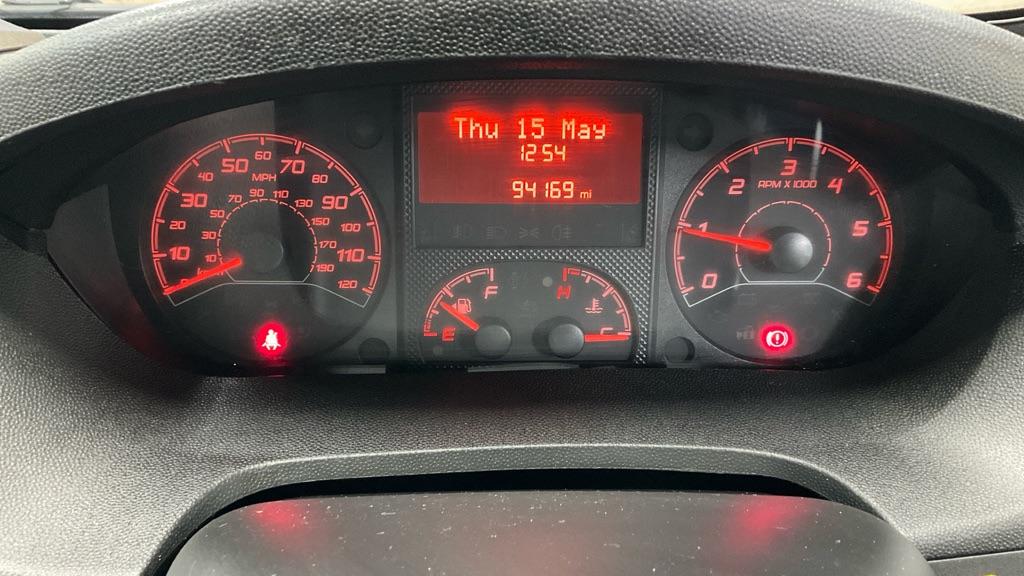 Thu 15 May
12:54
94169 mi
10 30 40 50 60 70 80 90 100 110 120
MPH
10 30 50 70 90 110 130 150 170 190
F
E
H
C
0 1 2 3 4 5 6
RPM X 1000